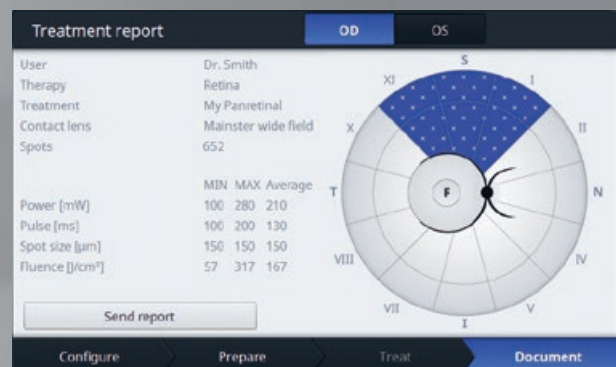 Treatment report
OD
OS
User Dr. Smith
Therapy Retina
Treatment My Panretinal
Contact lens Mainster wide field
Spots 652
MIN MAX Average
Power [mW] 100 280 210
Pulse [ms] 100 200 130
Spot size [μm] 150 150 150
Fluence [J/cm²] 57 317 167
Send report
S
XI
I
X
II
T
F
N
VIII
IV
VII
V
I
Configure
Prepare
Treat
Document